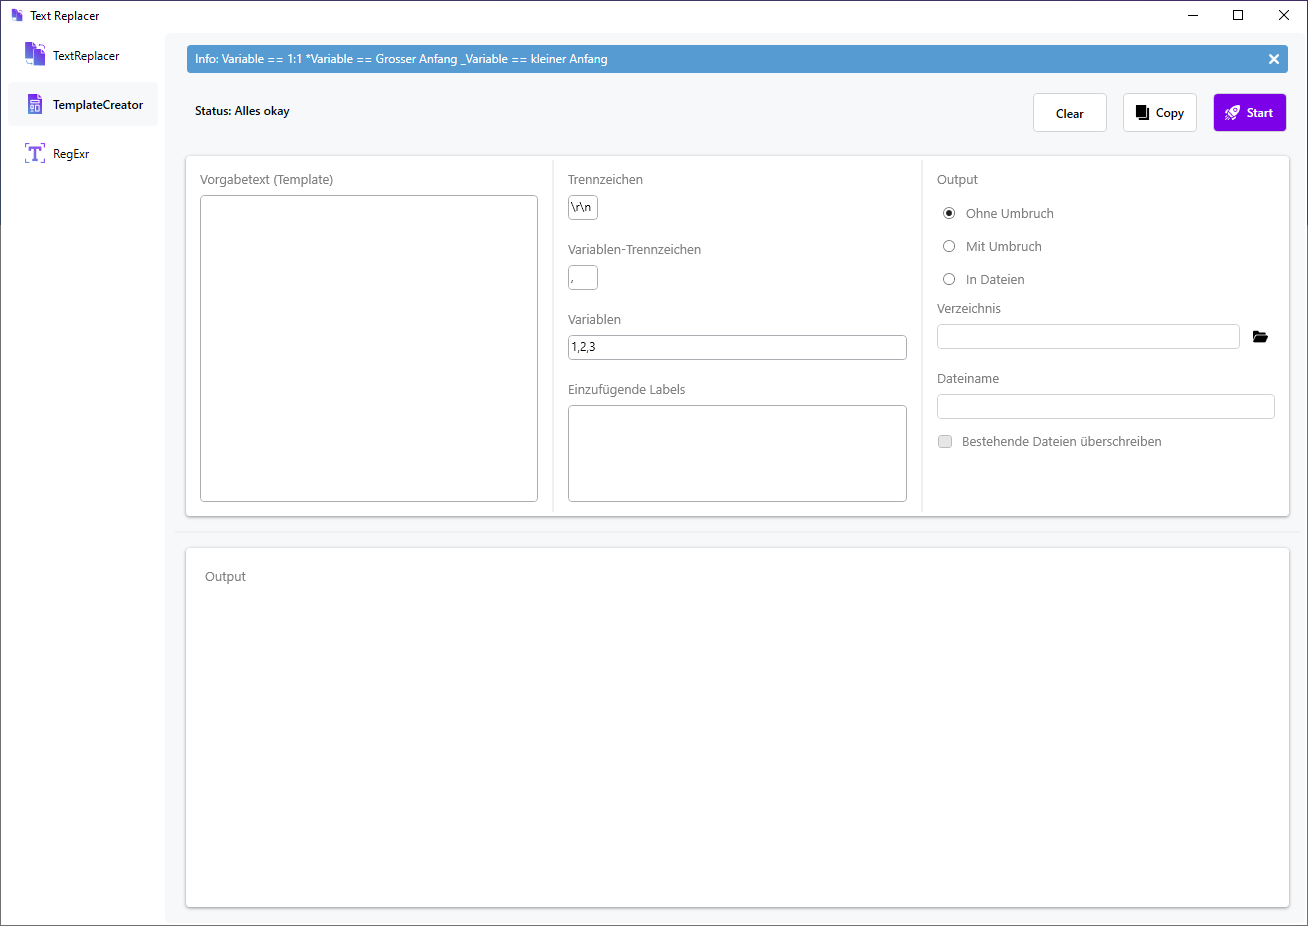 Text Replacer
TextReplacer
TemplateCreator
RegExr
Info: Variable == 1:1 *Variable == Grosser Anfang _Variable == kleiner Anfang
Status: Alles okay
Clear
Copy
Start
Vorgabetext (Template)
Trennzeichen
\r\n
Variablen-Trennzeichen
,
Variablen
1,2,3
Einzufügende Labels
Output
Ohne Umbruch
Mit Umbruch
In Dateien
Verzeichnis
Dateiname
Bestehende Dateien überschreiben
Output